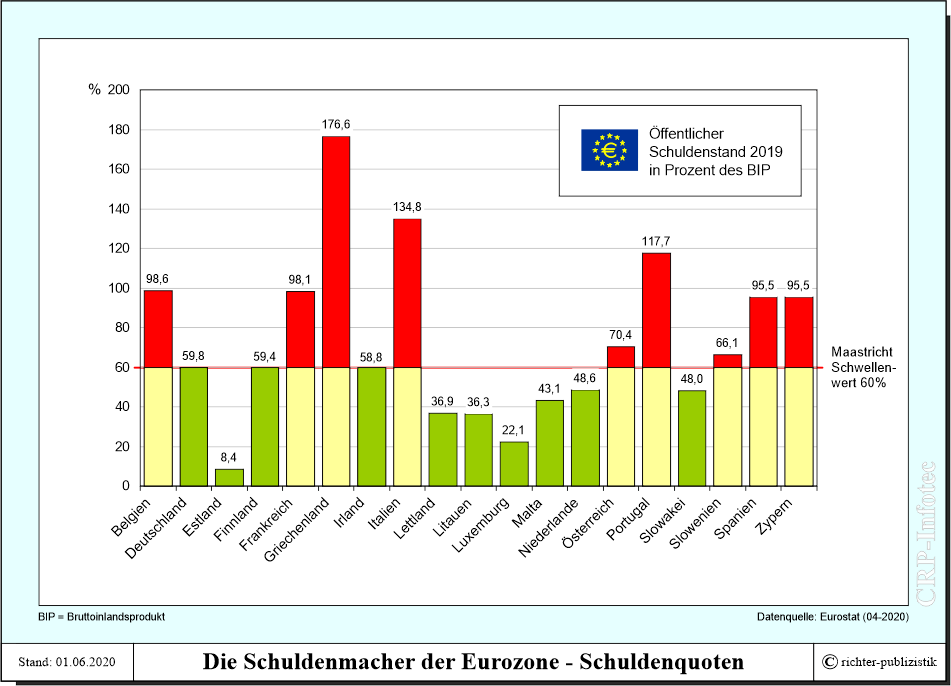 % 200
180
160
140
120
100
80
60
40
20
0
98,6
59,8
8,4
59,4
98,1
176,6
58,8
134,8
36,9
36,3
22,1
43,1
48,6
70,4
117,7
48,0
66,1
95,5
95,5
Öffentlicher
Schuldenstand 2019
in Prozent des BIP
€
Maastricht
Schwellen-
wert 60%
Belgien
Deutschland
Estland
Finnland
Frankreich
Griechenland
Irland
Italien
Lettland
Litauen
Luxemburg
Malta
Niederlande
Österreich
Portugal
Slowakei
Slowenien
Spanien
Zypern
CRP-Infotec
BIP = Bruttoinlandsprodukt
Datenquelle: Eurostat (04-2020)
Stand: 01.06.2020
Die Schuldenmacher der Eurozone - Schuldenquoten
© richter-publizistik